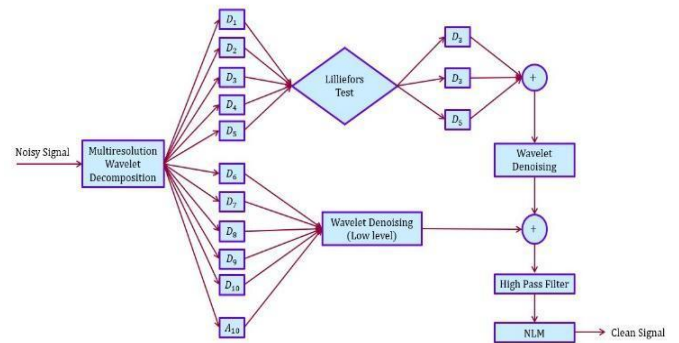 Noisy Signal
Multiresolution
Wavelet
Decomposition
D₁
D₂
D₃
D₄
D₅
D₆
D₇
D₈
D₉
D₁₀
A₁₀
Lilliefors
Test
D₃
D₃
D₅
+
Wavelet
Denoising
Wavelet Denoising
(Low level)
+
High Pass Filter
NLM
Clean Signal